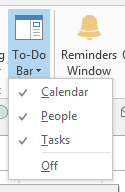 To-Do
Bar
Reminders
Window
Calendar
People
Tasks
Off